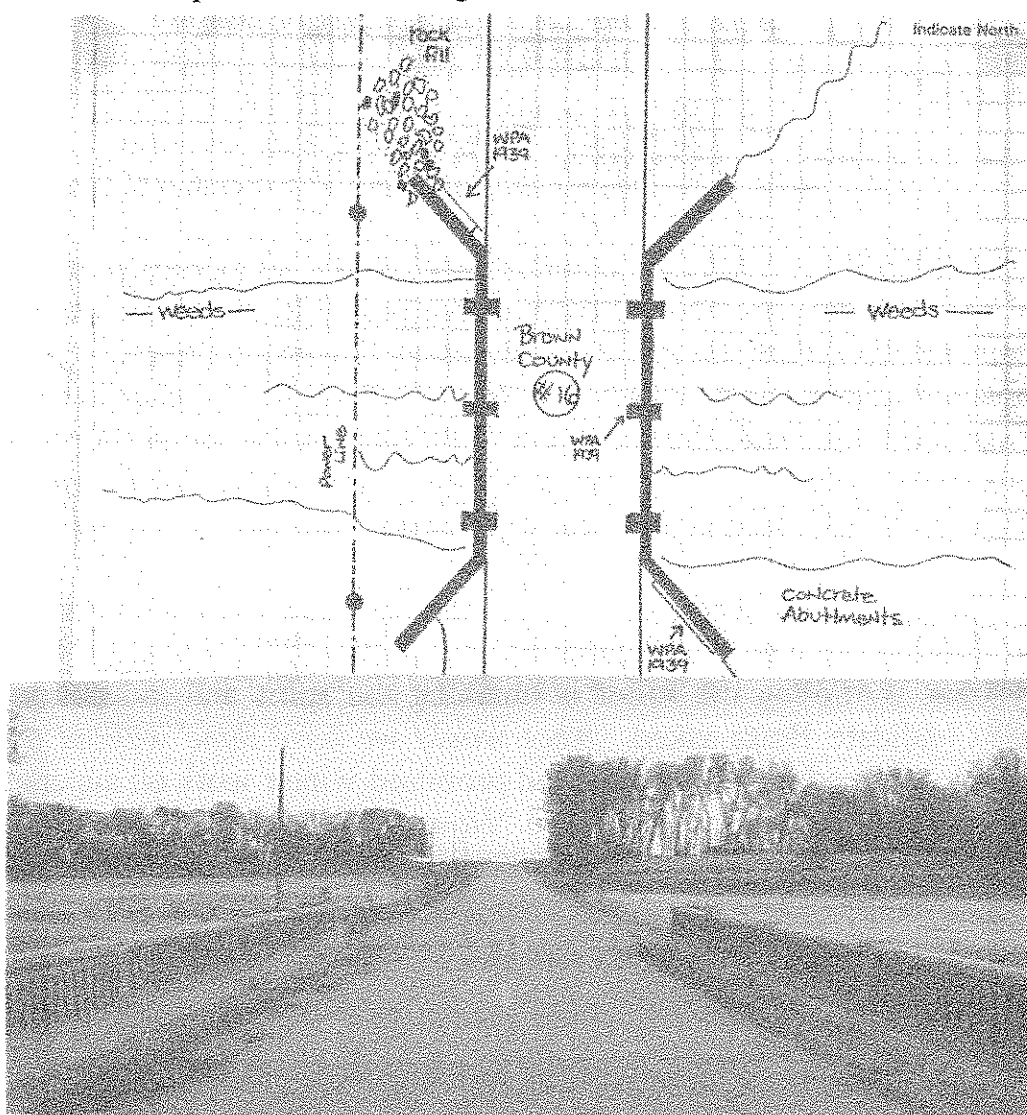 rock
fill
Indicate North
WPA
1939
— Weeds —
— Weeds —
Brown
County
#16
WPA
1939
Power
Line
Concrete
Abutments
WPA
1939